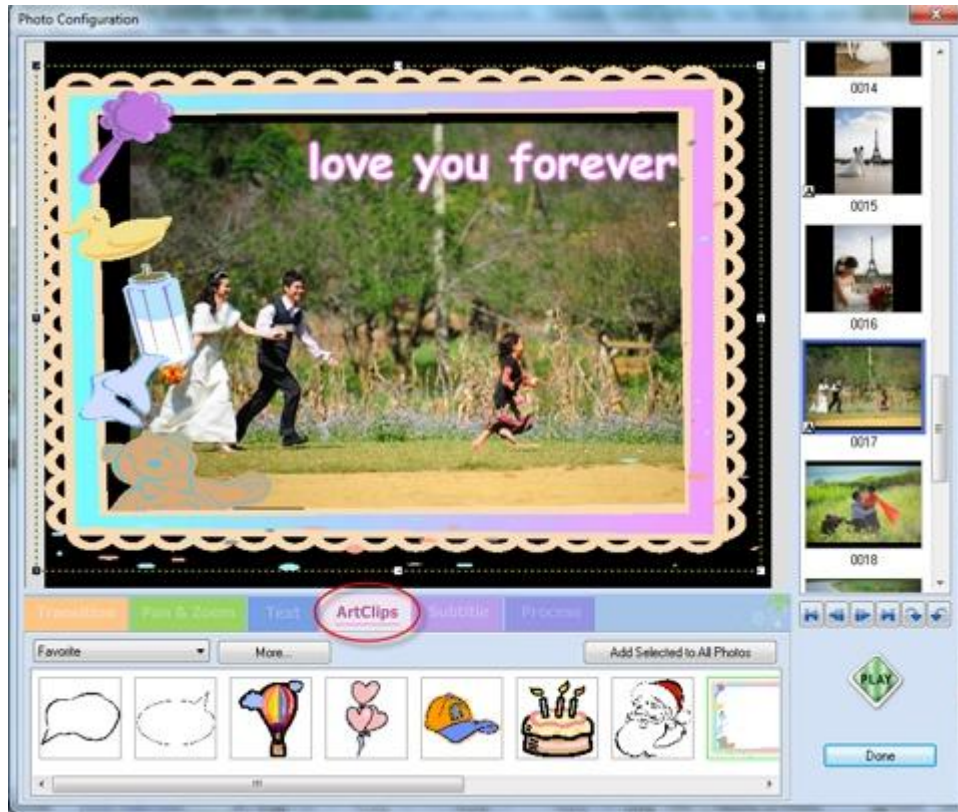 Photo Configuration
love you forever
0014
0015
0016
0017
0018
Transition
Pan & Zoom
Text
ArtClips
Subtitle
Process
Favorite
More...
Add Selected to All Photos
PLAY
Done